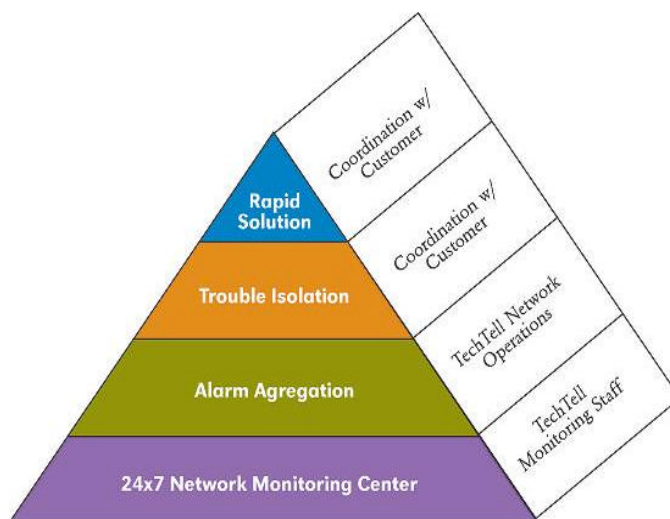 Coordination w/
Customer
Rapid
Solution
Coordination w/
Customer
Trouble Isolation
TechTell Network
Operations
Alarm Agregation
TechTell
Monitoring Staff
24x7 Network Monitoring Center